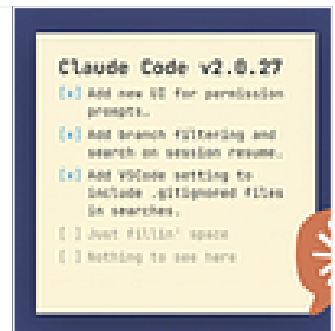 Claude Code v2.0.27
[x] Add new UI for permission
prompts.
[x] Add branch filtering and
search on session resume.
[x] Add VSCode setting to
include .gitignored files
in searches.
[ ] Just fillin' space
[ ] Nothing to see here